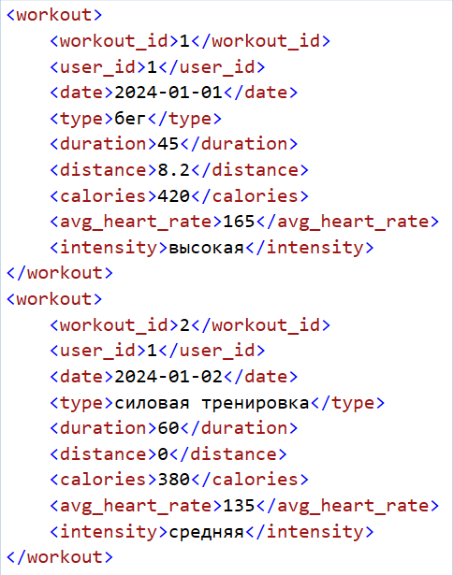 <workout>
<workout_id>1</workout_id>
<user_id>1</user_id>
<date>2024-01-01</date>
<type>бег</type>
<duration>45</duration>
<distance>8.2</distance>
<calories>420</calories>
<avg_heart_rate>165</avg_heart_rate>
<intensity>высокая</intensity>
</workout>
<workout>
<workout_id>2</workout_id>
<user_id>1</user_id>
<date>2024-01-02</date>
<type>силовая тренировка</type>
<duration>60</duration>
<distance>0</distance>
<calories>380</calories>
<avg_heart_rate>135</avg_heart_rate>
<intensity>средняя</intensity>
</workout>